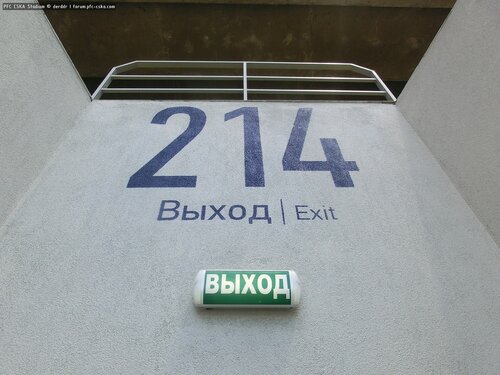 PFC CSKA Stadium © derddr | forum.pfc-cska.com
214
Выход | Exit
ВЫХОД